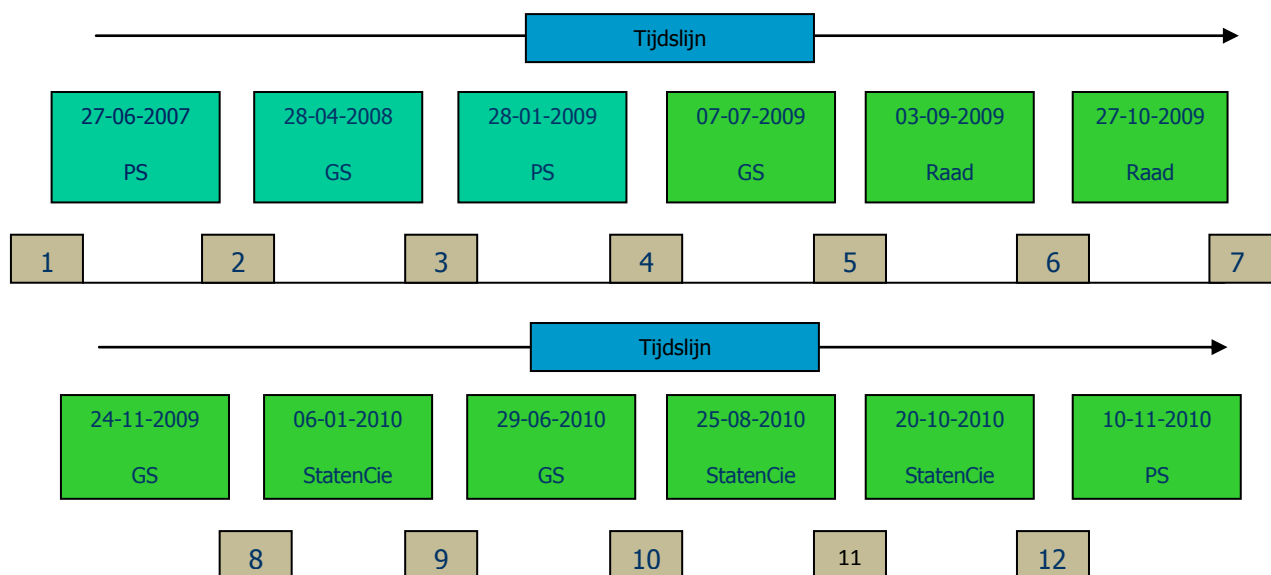 Tijdslijn
27-06-2007 28-04-2008 28-01-2009 07-07-2009 03-09-2009 27-10-2009
PS GS PS GS Raad Raad
1 2 3 4 5 6 7
Tijdslijn
24-11-2009 06-01-2010 29-06-2010 25-08-2010 20-10-2010 10-11-2010
GS StatenCie GS StatenCie StatenCie PS
8 9 10 11 12